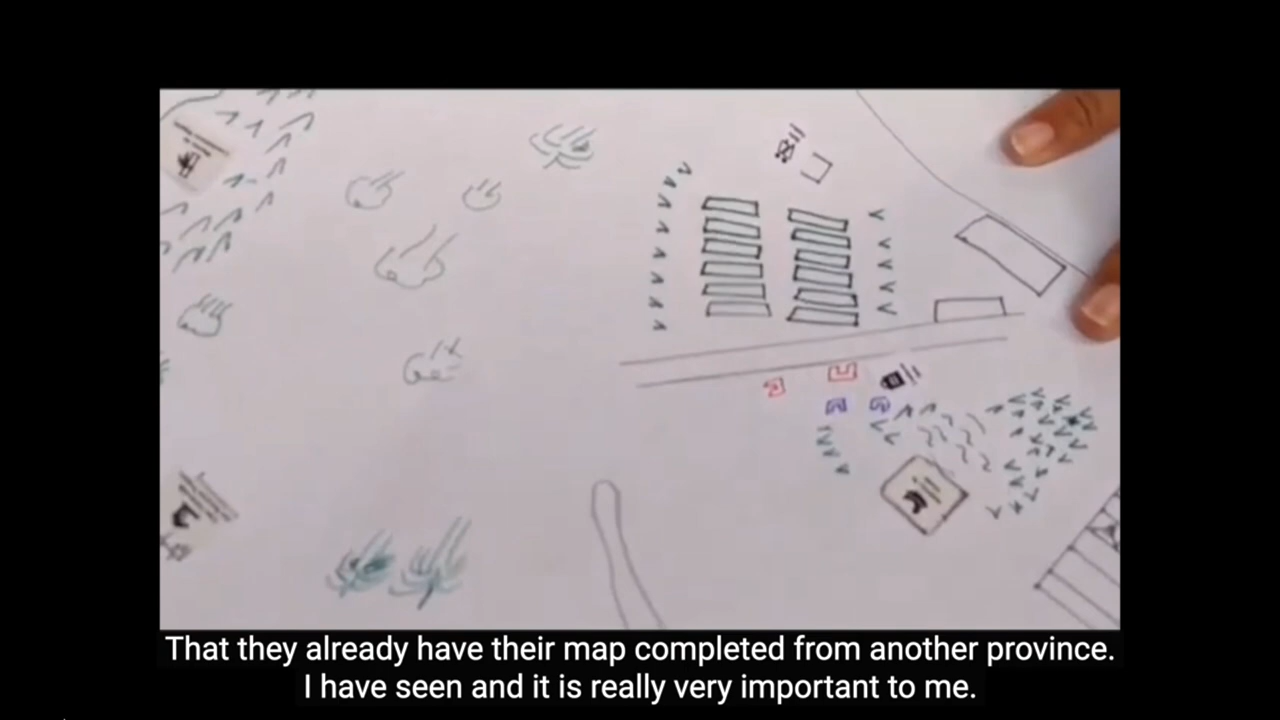 That they already have their map completed from another province.
I have seen and it is really very important to me.